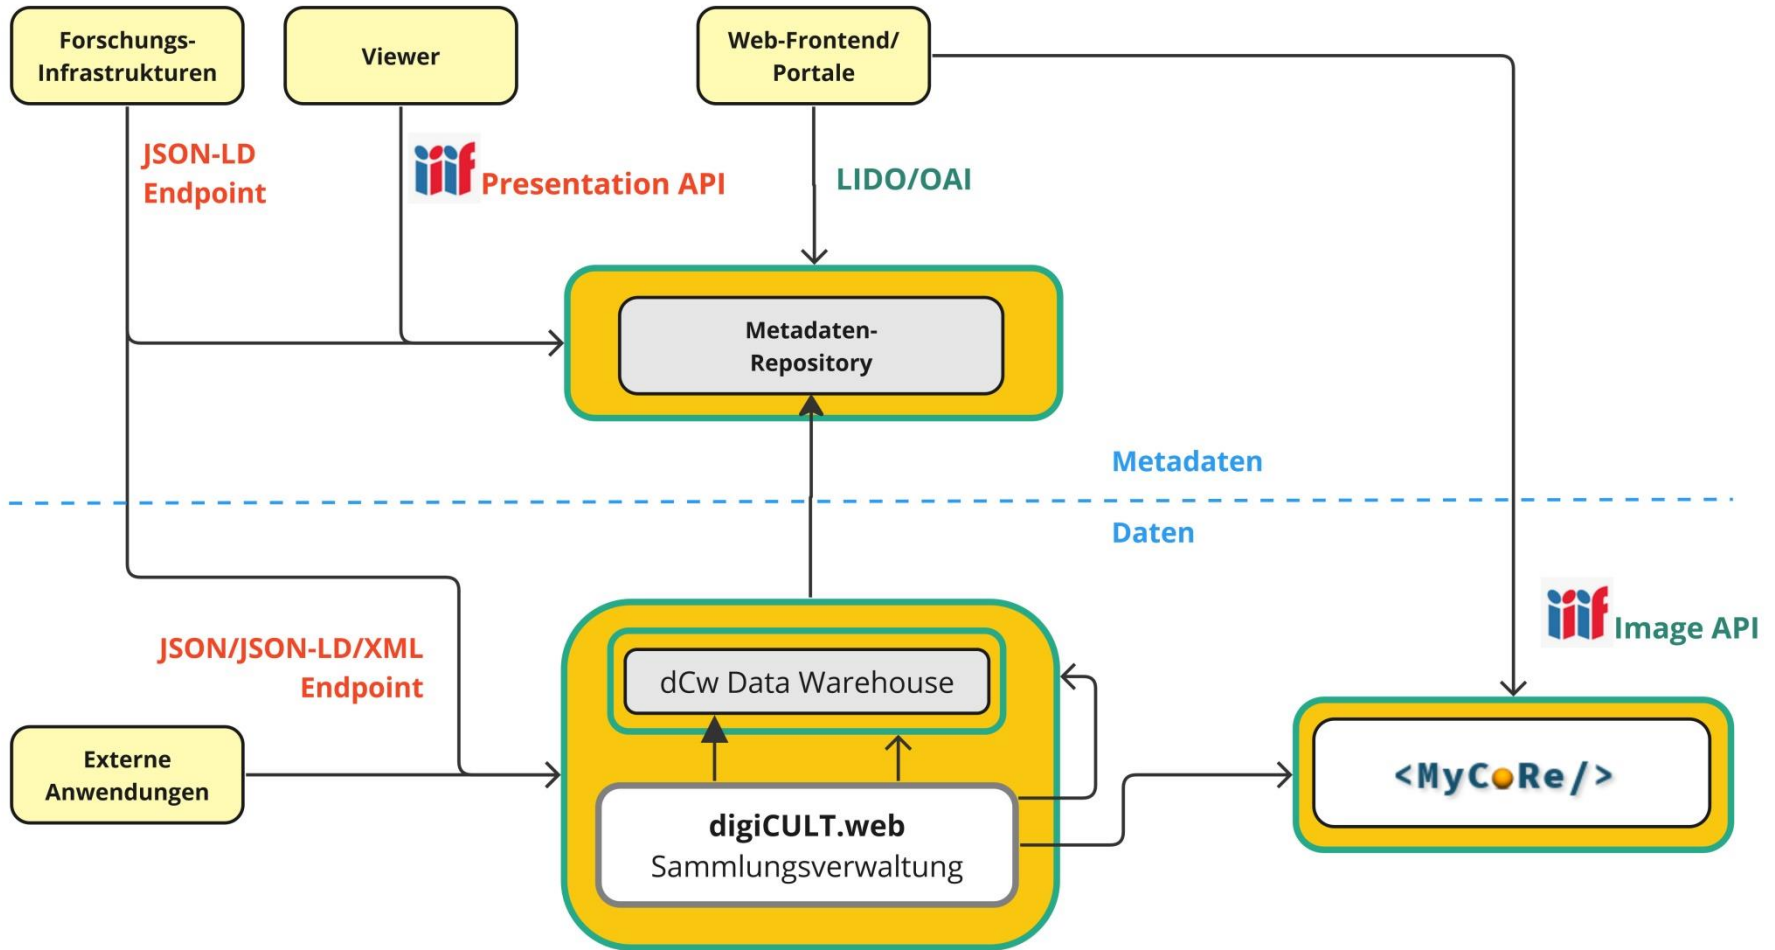 Forschungs-
Infrastrukturen
Viewer
Web-Frontend/
Portale
JSON-LD
Endpoint
iiif Presentation API
LIDO/OAI
Metadaten-
Repository
Metadaten
Daten
iiif Image API
JSON/JSON-LD/XML
Endpoint
dCw Data Warehouse
Externe
Anwendungen
<MyCoRe/>
digiCULT.web
Sammlungsverwaltung